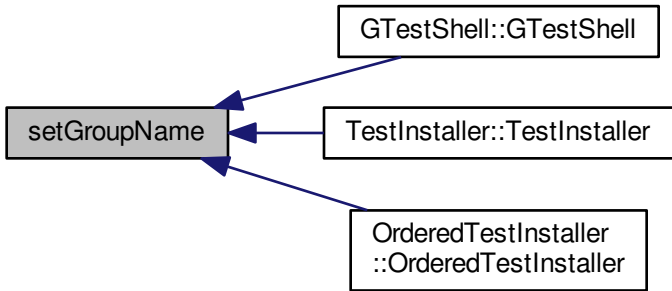 GTestShell::GTestShell
setGroupName
TestInstaller::TestInstaller
OrderedTestInstaller
::OrderedTestInstaller